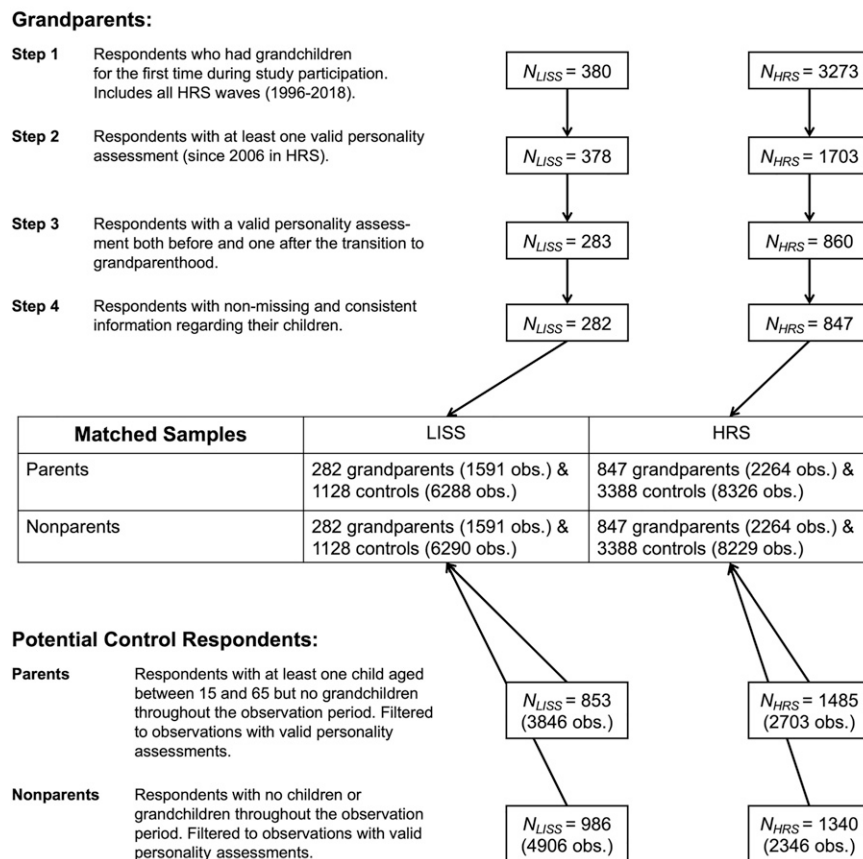 Grandparents:
Step 1 Respondents who had grandchildren
for the first time during study participation.
Includes all HRS waves (1996-2018).
N_LISS = 380
N_HRS = 3273
Step 2 Respondents with at least one valid personality
assessment (since 2006 in HRS).
N_LISS = 378
N_HRS = 1703
Step 3 Respondents with a valid personality assess-
ment both before and one after the transition to
grandparenthood.
N_LISS = 283
N_HRS = 860
Step 4 Respondents with non-missing and consistent
information regarding their children.
N_LISS = 282
N_HRS = 847
Matched Samples LISS HRS
Parents
282 grandparents (1591 obs.) &
1128 controls (6288 obs.)
847 grandparents (2264 obs.) &
3388 controls (8326 obs.)
Nonparents
282 grandparents (1591 obs.) &
1128 controls (6290 obs.)
847 grandparents (2264 obs.) &
3388 controls (8229 obs.)
Potential Control Respondents:
Parents Respondents with at least one child aged
between 15 and 65 but no grandchildren
throughout the observation period. Filtered
to observations with valid personality
assessments.
N_LISS = 853
(3846 obs.)
N_HRS = 1485
(2703 obs.)
Nonparents Respondents with no children or
grandchildren throughout the observation
period. Filtered to observations with valid
personality assessments.
N_LISS = 986
(4906 obs.)
N_HRS = 1340
(2346 obs.)